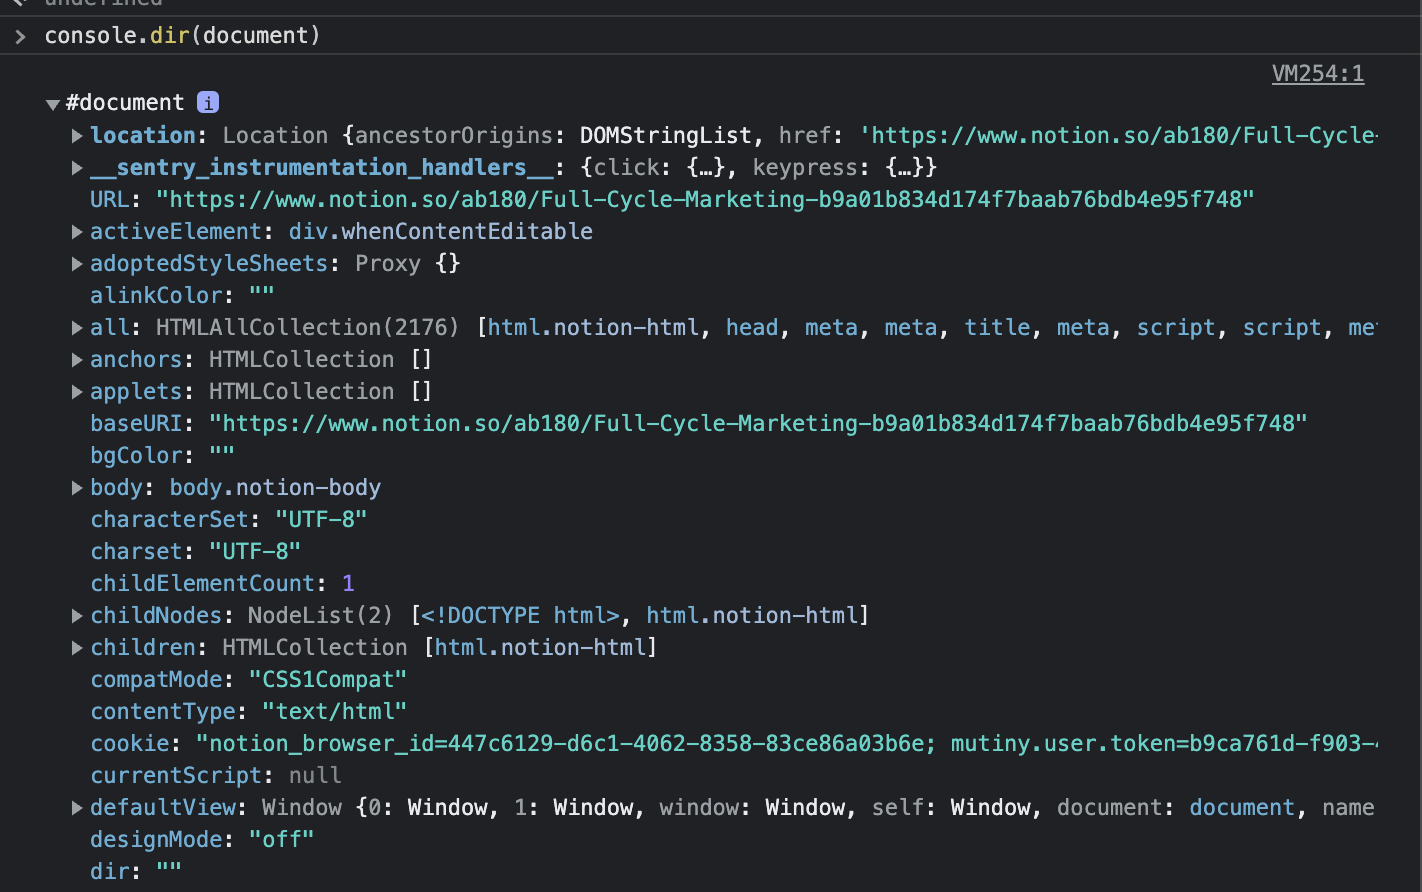 undefined
console.dir(document)
VM254:1
#document i
location: Location {ancestorOrigins: DOMStringList, href: 'https://www.notion.so/ab180/Full-Cycle-
__sentry_instrumentation_handlers__: {click: {…}, keypress: {…}}
URL: "https://www.notion.so/ab180/Full-Cycle-Marketing-b9a01b834d174f7baab76bdb4e95f748"
activeElement: div.whenContentEditable
adoptedStyleSheets: Proxy {}
alinkColor: ""
all: HTMLAllCollection(2176) [html.notion-html, head, meta, meta, title, meta, script, script, me
anchors: HTMLCollection []
applets: HTMLCollection []
baseURI: "https://www.notion.so/ab180/Full-Cycle-Marketing-b9a01b834d174f7baab76bdb4e95f748"
bgColor: ""
body: body.notion-body
characterSet: "UTF-8"
charset: "UTF-8"
childElementCount: 1
childNodes: NodeList(2) [<!DOCTYPE html>, html.notion-html]
children: HTMLCollection [html.notion-html]
compatMode: "CSS1Compat"
contentType: "text/html"
cookie: "notion_browser_id=447c6129-d6c1-4062-8358-83ce86a03b6e; mutiny.user.token=b9ca761d-f903-
currentScript: null
defaultView: Window {0: Window, 1: Window, window: Window, self: Window, document: document, name
designMode: "off"
dir: ""